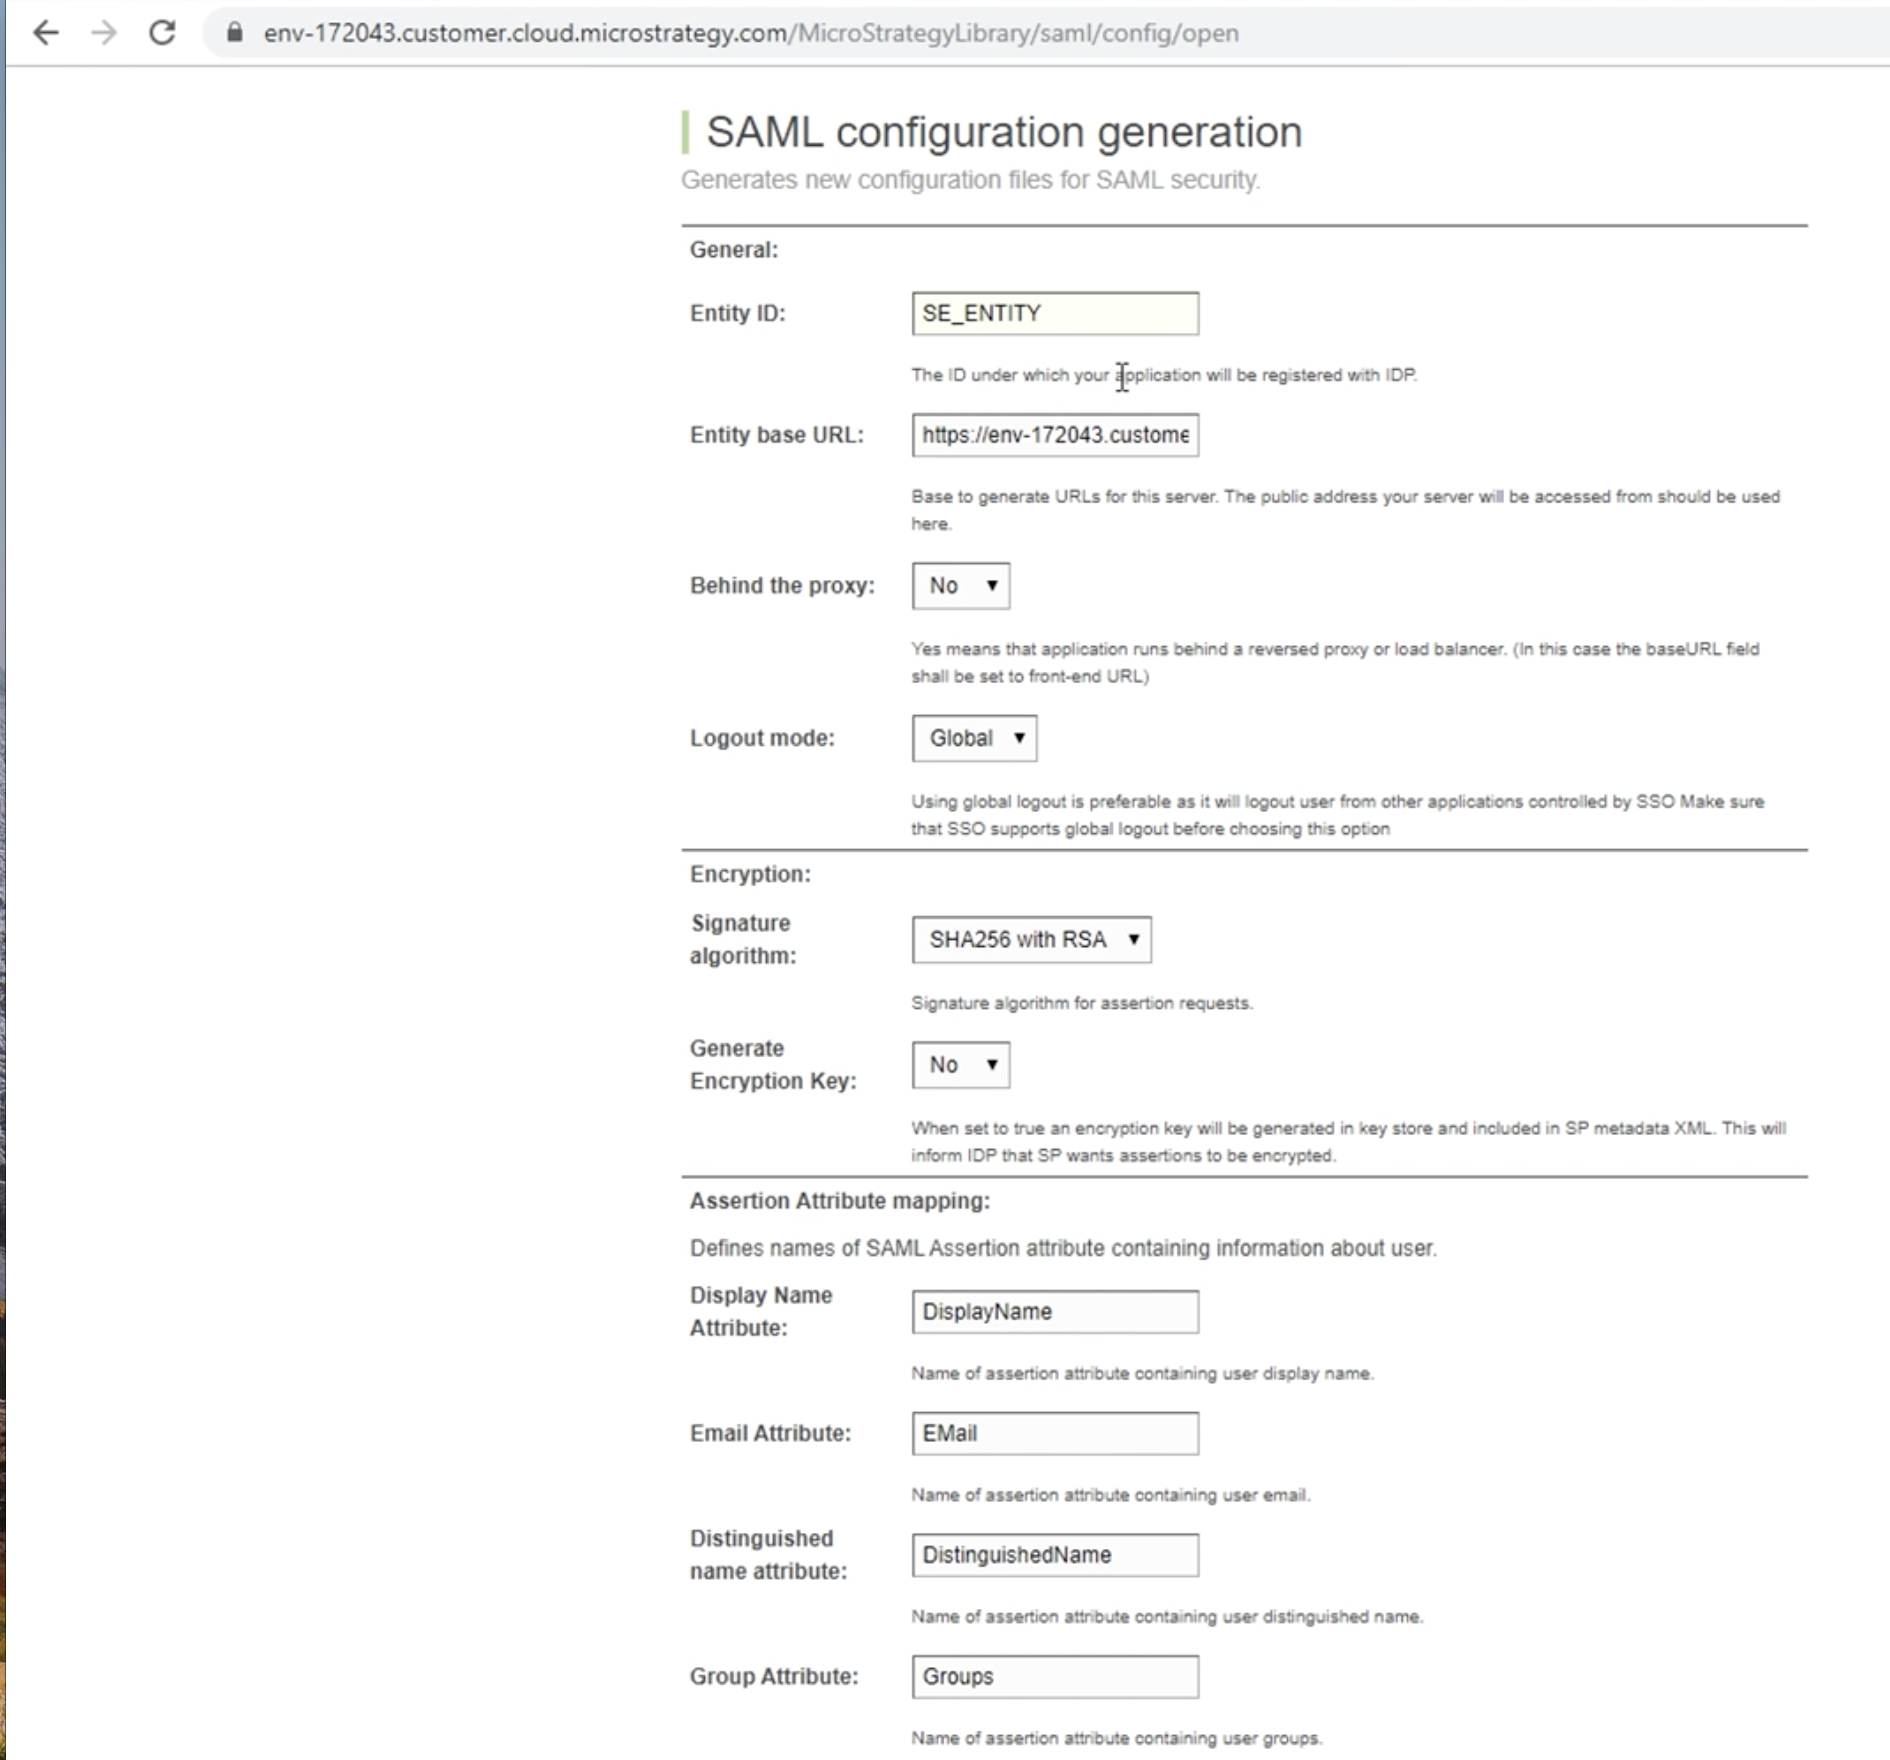 env-172043.customer.cloud.microstrategy.com/MicroStrategyLibrary/saml/config/open
SAML configuration generation
Generates new configuration files for SAML security.
General:
Entity ID:
SE_ENTITY
The ID under which your application will be registered with IDP.
Entity base URL:
https://env-172043.custome
Base to generate URLs for this server. The public address your server will be accessed from should be used
here.
Behind the proxy:
No
Yes means that application runs behind a reversed proxy or load balancer. (In this case the baseURL field
shall be set to front-end URL)
Logout mode:
Global
Using global logout is preferable as it will logout user from other applications controlled by SSO Make sure
that SSO supports global logout before choosing this option
Encryption:
Signature
algorithm:
SHA256 with RSA
Signature algorithm for assertion requests.
Generate
Encryption Key:
No
When set to true an encryption key will be generated in key store and included in SP metadata XML. This will
inform IDP that SP wants assertions to be encrypted.
Assertion Attribute mapping:
Defines names of SAML Assertion attribute containing information about user.
Display Name
Attribute:
DisplayName
Name of assertion attribute containing user display name.
Email Attribute:
EMail
Name of assertion attribute containing user email.
Distinguished
name attribute:
DistinguishedName
Name of assertion attribute containing user distinguished name.
Group Attribute:
Groups
Name of assertion attribute containing user groups.